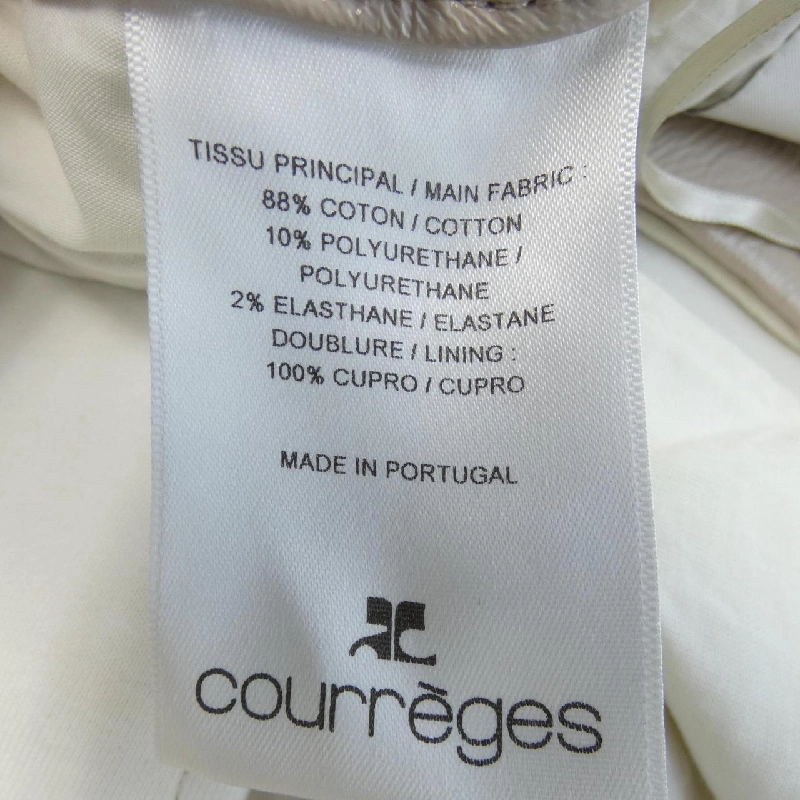 TISSU PRINCIPAL / MAIN FABRIC :
88% COTON / COTTON
10% POLYURETHANE /
POLYURETHANE
2% ELASTHANE / ELASTANE
DOUBLURE / LINING :
100% CUPRO / CUPRO
MADE IN PORTUGAL
AC
courrèges